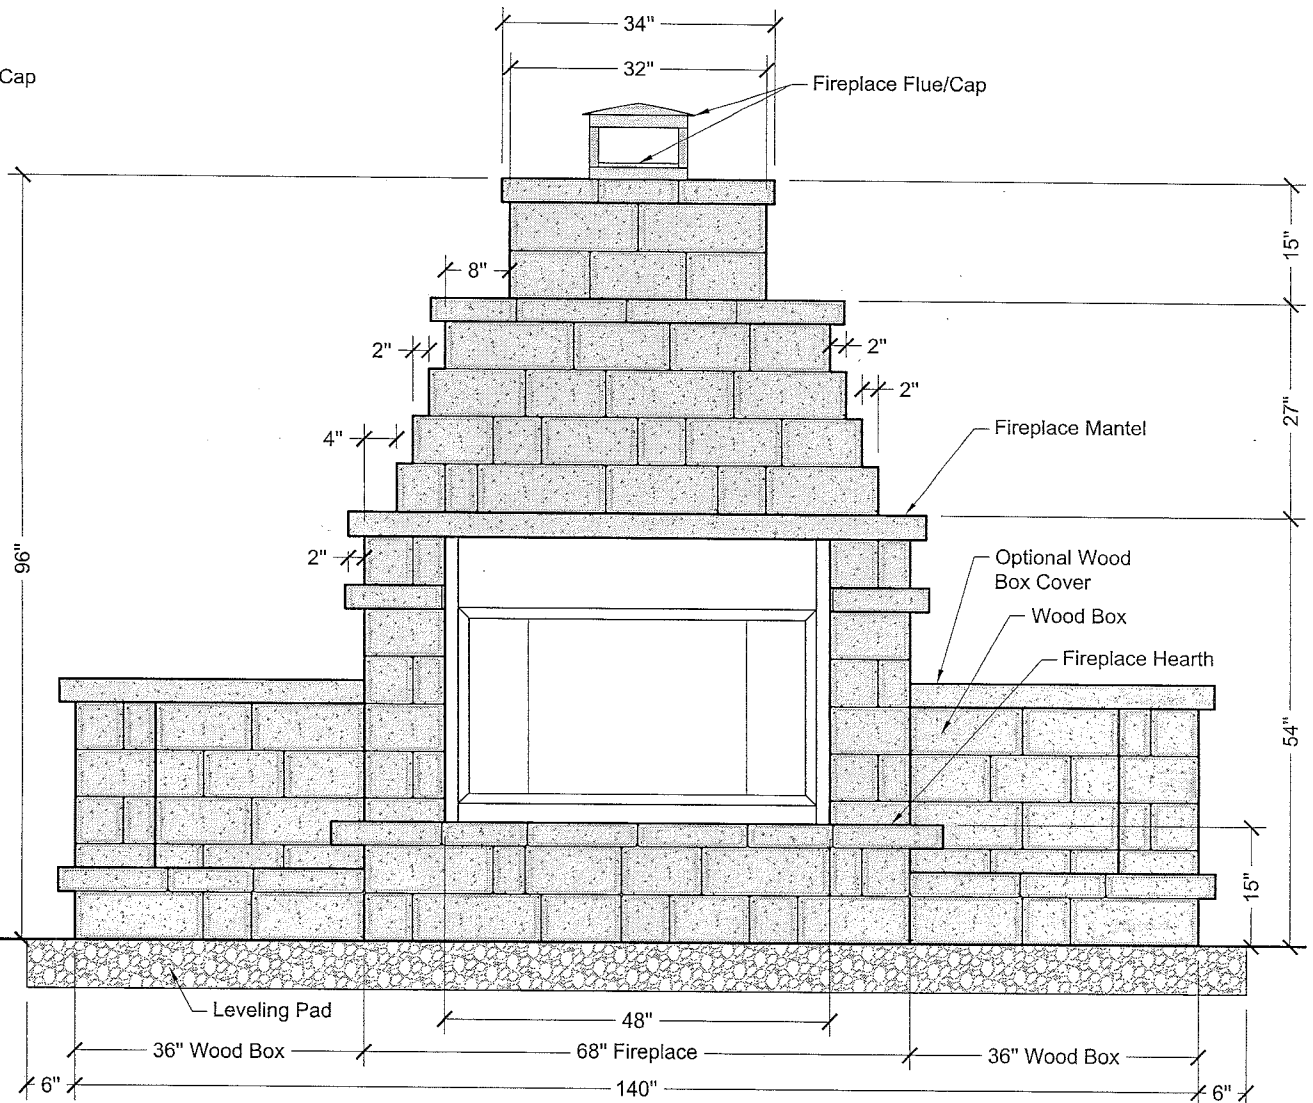 34"
32"
Cap
Fireplace Flue/Cap
8"
15"
2"
2"
2"
4"
Fireplace Mantel
27"
96"
2"
Optional Wood
Box Cover
Wood Box
Fireplace Hearth
54"
15"
Leveling Pad
48"
36" Wood Box
68" Fireplace
36" Wood Box
6"
140"
6"